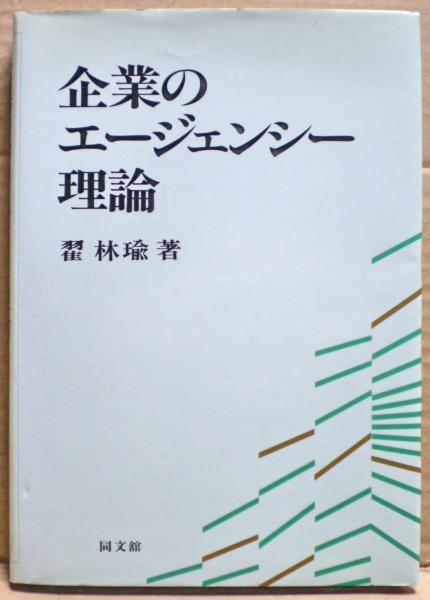 企業の
エージェンシー
理論
翟 林瑜 著
同文舘